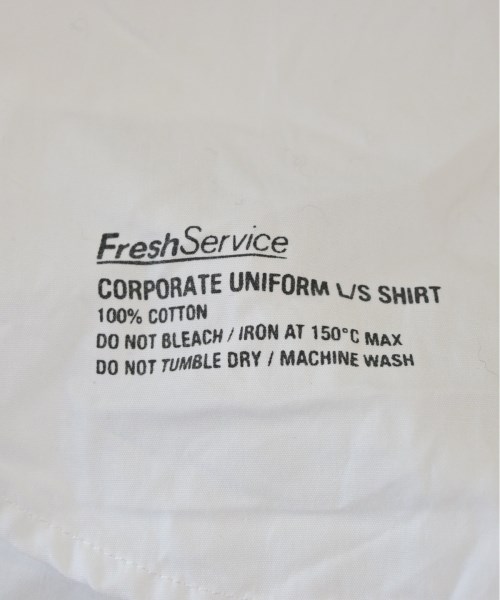 FreshService
CORPORATE UNIFORM L/S SHIRT
100% COTTON
DO NOT BLEACH / IRON AT 150°C MAX
DO NOT TUMBLE DRY / MACHINE WASH